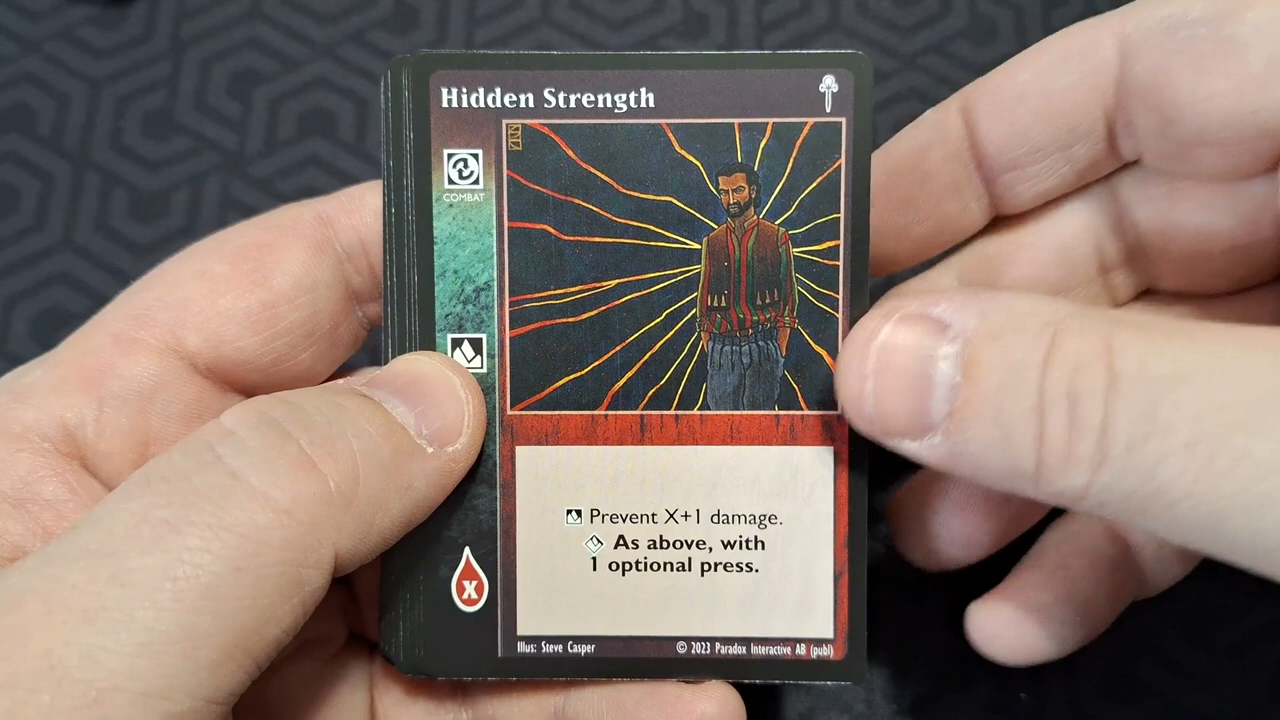 Hidden Strength
COMBAT
X
Prevent X+1 damage.
As above, with
1 optional press.
Illus: Steve Casper
© 2023 Paradox Interactive AB (publ)